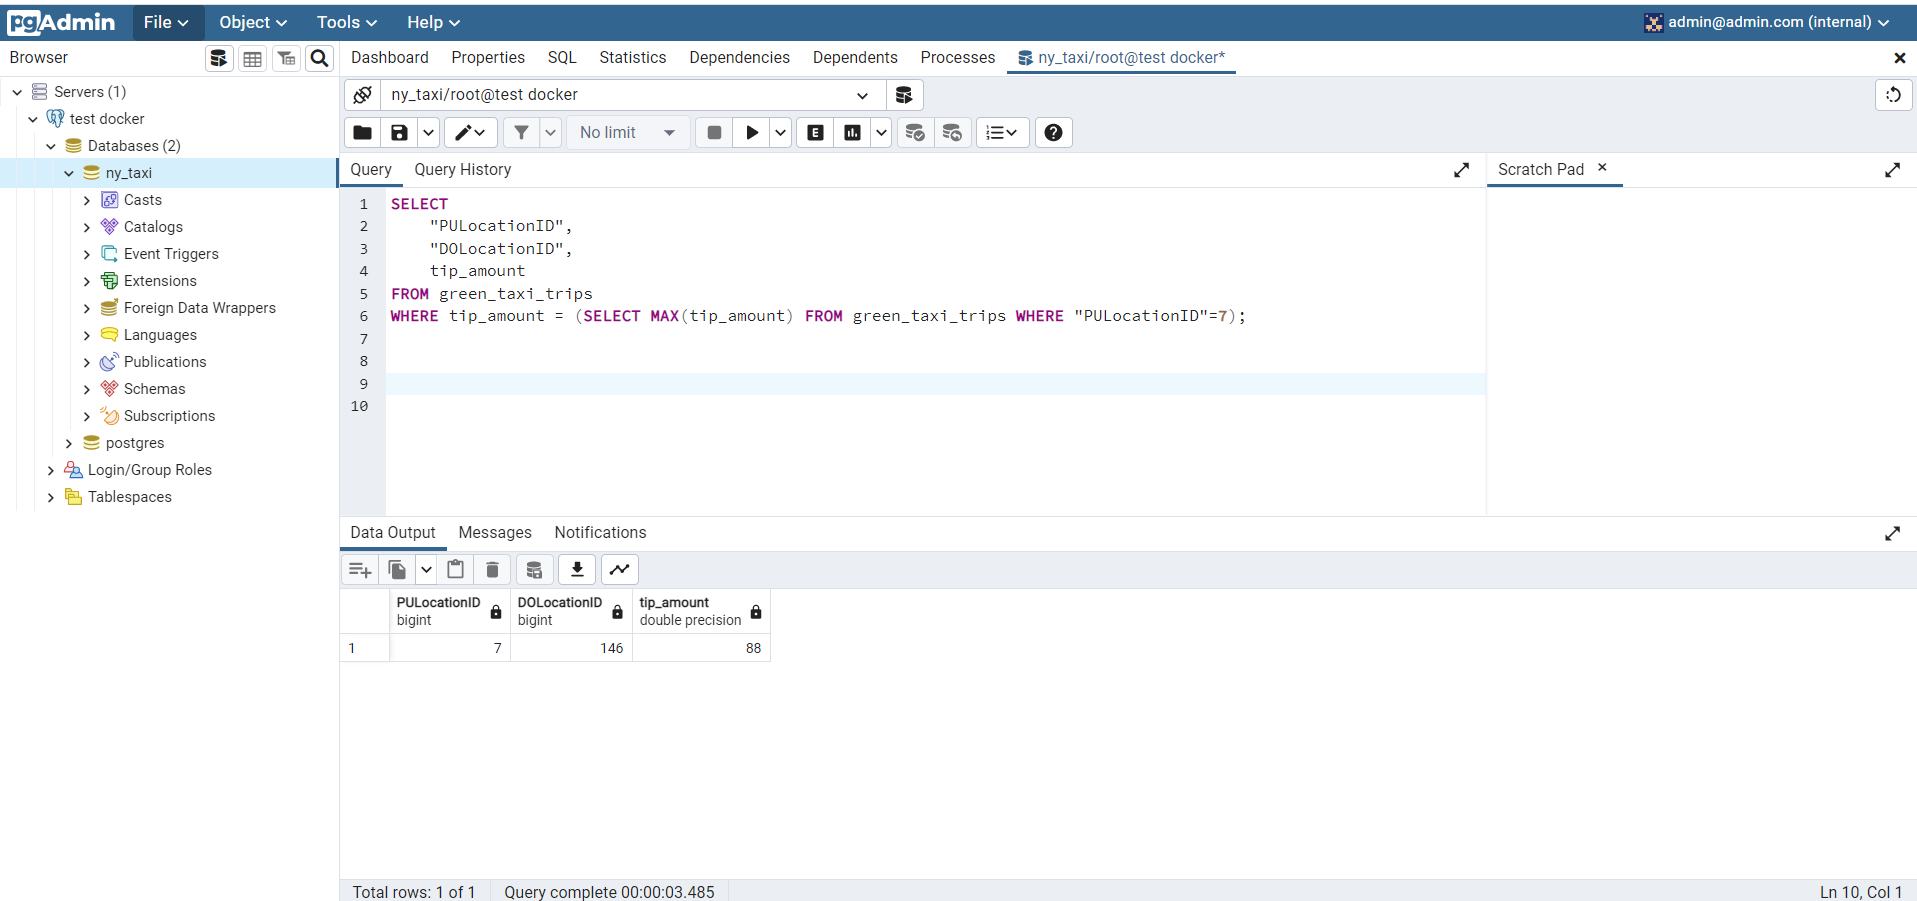 pgAdmin File Object Tools Help admin@admin.com (internal)
Browser
Dashboard Properties SQL Statistics Dependencies Dependents Processes ny_taxi/root@test docker*
Servers (1)
test docker
Databases (2)
ny_taxi
Casts
Catalogs
Event Triggers
Extensions
Foreign Data Wrappers
Languages
Publications
Schemas
Subscriptions
postgres
Login/Group Roles
Tablespaces
ny_taxi/root@test docker
No limit E
Query Query History
Scratch Pad
1 SELECT
2 "PULocationID",
3 "DOLocationID",
4 tip_amount
5 FROM green_taxi_trips
6 WHERE tip_amount = (SELECT MAX(tip_amount) FROM green_taxi_trips WHERE "PULocationID"=7);
7
8
9
10
Data Output Messages Notifications
PULocationID DOLocationID tip_amount
bigint bigint double precision
1 7 146 88
Total rows: 1 of 1 Query complete 00:00:03.485 Ln 10, Col 1